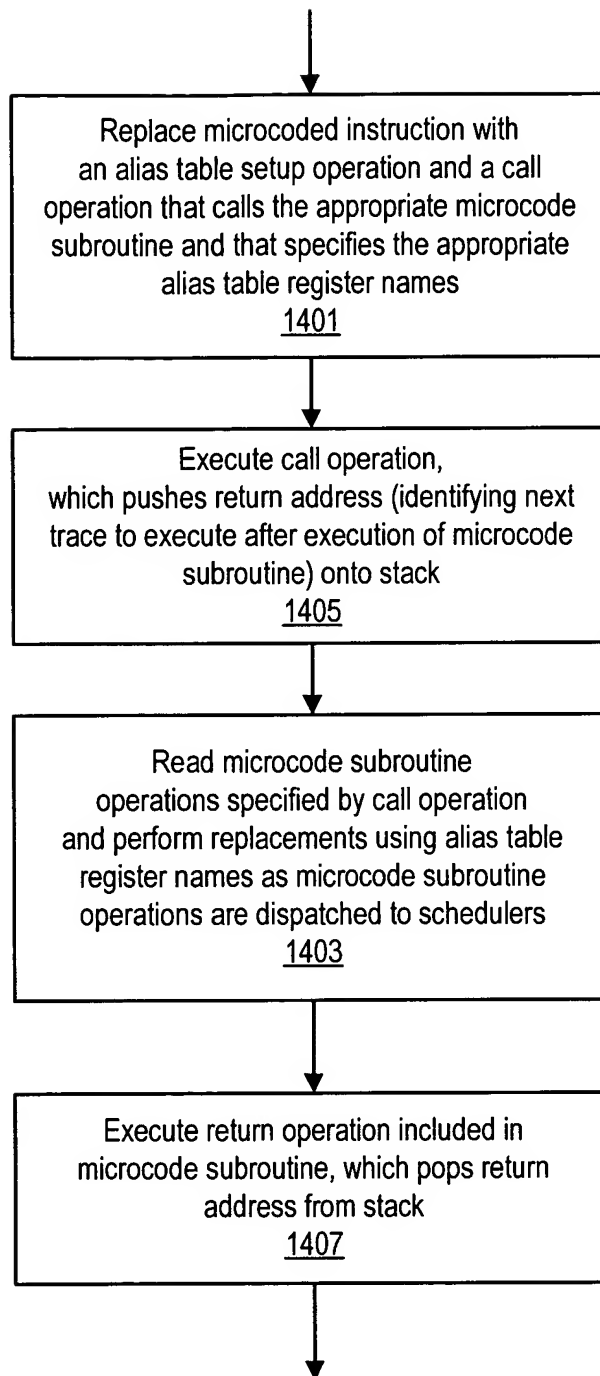 Replace microcoded instruction with
an alias table setup operation and a call
operation that calls the appropriate microcode
subroutine and that specifies the appropriate
alias table register names
1401
Execute call operation,
which pushes return address (identifying next
trace to execute after execution of microcode
subroutine) onto stack
1405
Read microcode subroutine
operations specified by call operation
and perform replacements using alias table
register names as microcode subroutine
operations are dispatched to schedulers
1403
Execute return operation included in
microcode subroutine, which pops return
address from stack
1407